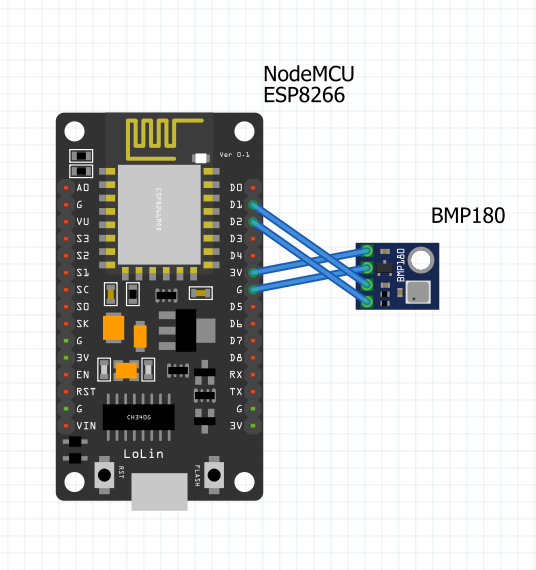 NodeMCU
ESP8266
Ver 0.1
ESP8266MOD
A0
G
VU
S3
S2
S1
SC
S0
SK
G
3V
EN
RST
G
VIN
D0
D1
D2
D3
D4
3V
G
D5
D6
D7
D8
RX
TX
G
3V
BMP180
BMP180
CH340G
LoLin
RST
FLASH